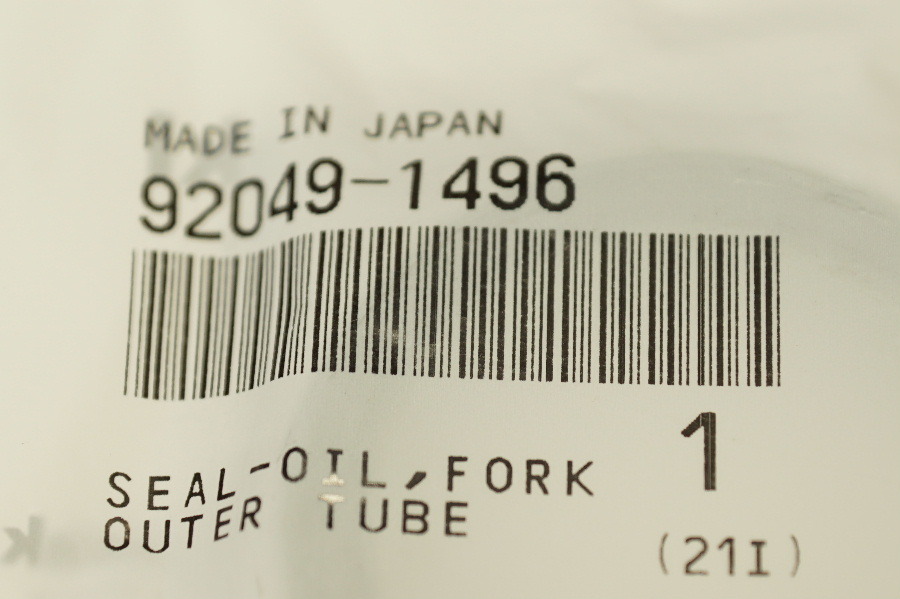 MADE IN JAPAN
92049-1496
SEAL-OIL,FORK
OUTER TUBE
1
(21I)